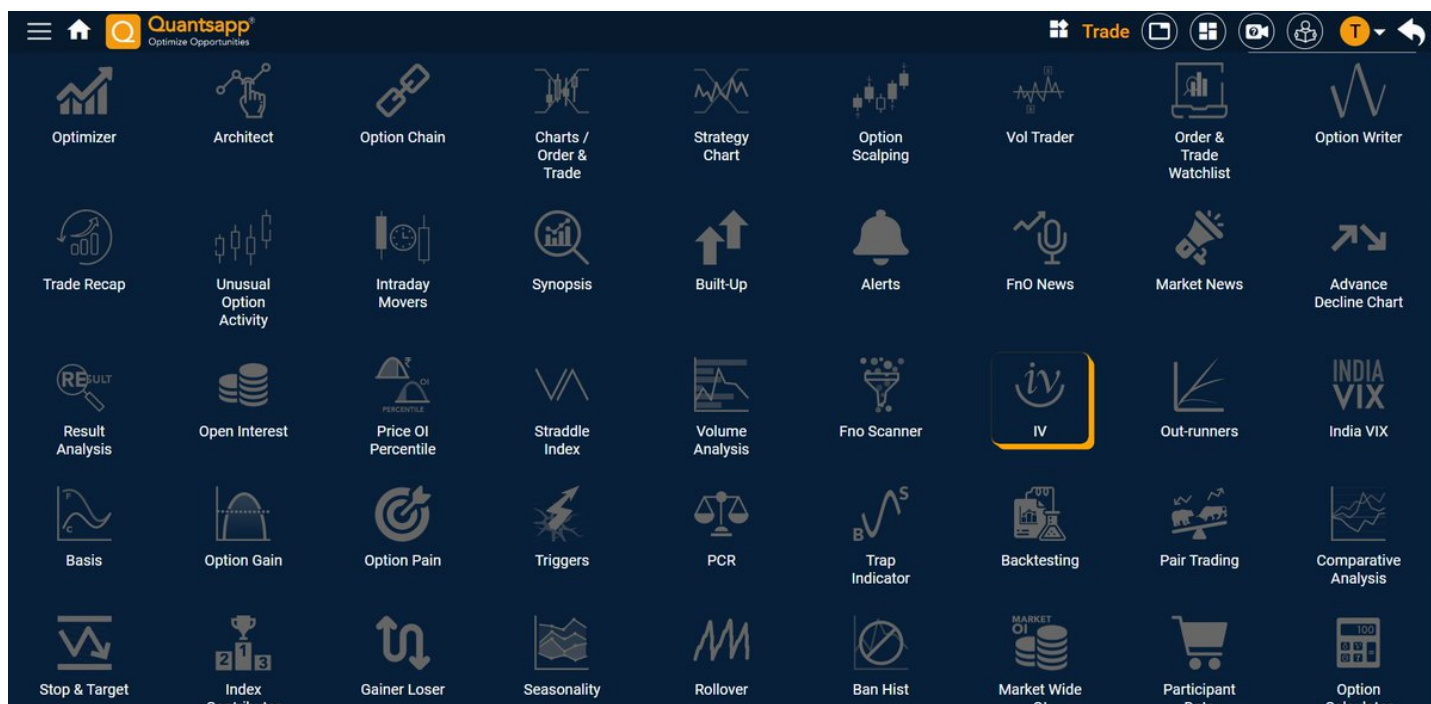 Quantsapp®
Optimize Opportunities
Trade
T
Optimizer
Architect
Option Chain
Charts /
Order &
Trade
Strategy
Chart
Option
Scalping
Vol Trader
Order &
Trade
Watchlist
Option Writer
Trade Recap
Unusual
Option
Activity
Intraday
Movers
Synopsis
Built-Up
Alerts
FnO News
Market News
Advance
Decline Chart
RESULT
Result
Analysis
Open Interest
₹
OI
PERCENTILE
Price OI
Percentile
Straddle
Index
Volume
Analysis
Fno Scanner
iv
IV
Out-runners
INDIA
VIX
India VIX
F
C
Basis
Option Gain
Option Pain
Triggers
PCR
B S
Trap
Indicator
Backtesting
Pair Trading
Comparative
Analysis
Stop & Target
2 1 3
Index
Gainer Loser
Seasonality
Rollover
Ban Hist
MARKET
OI
Market Wide
Participant
100
Option